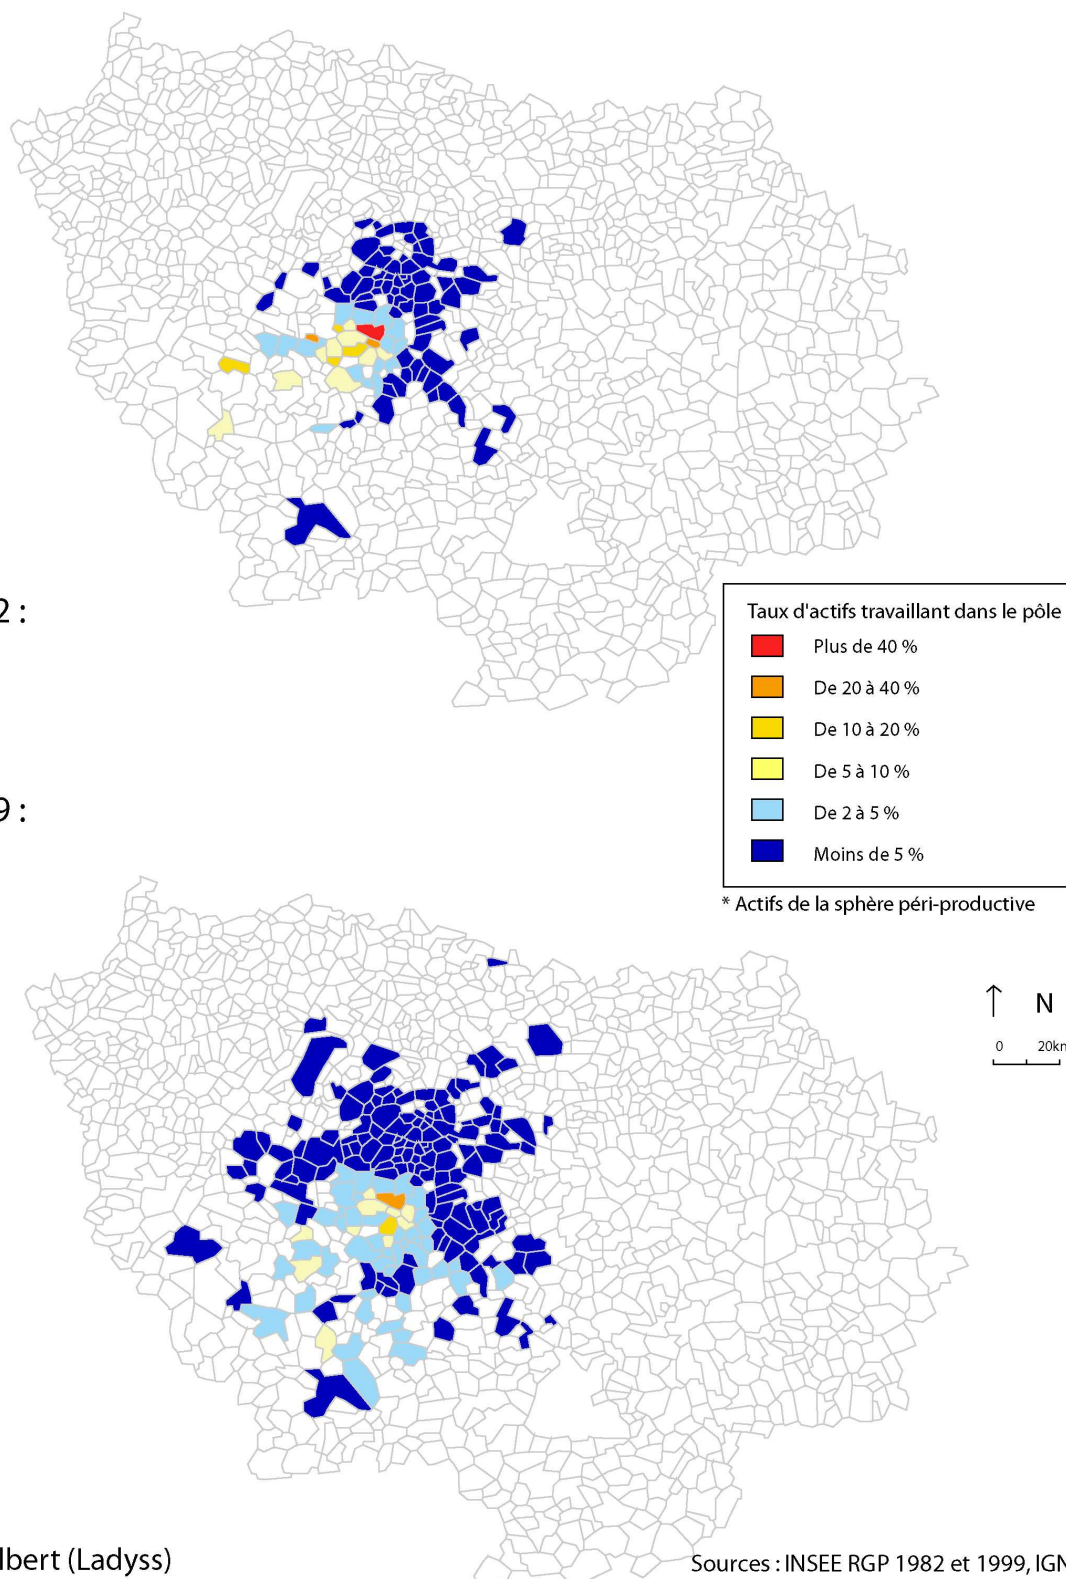 2 :
Taux d'actifs travaillant dans le pôle
Plus de 40 %
De 20 à 40 %
De 10 à 20 %
De 5 à 10 %
De 2 à 5 %
Moins de 5 %
9 :
* Actifs de la sphère péri-productive
N
0 20km
lbert (Ladyss)
Sources : INSEE RGP 1982 et 1999, IGN